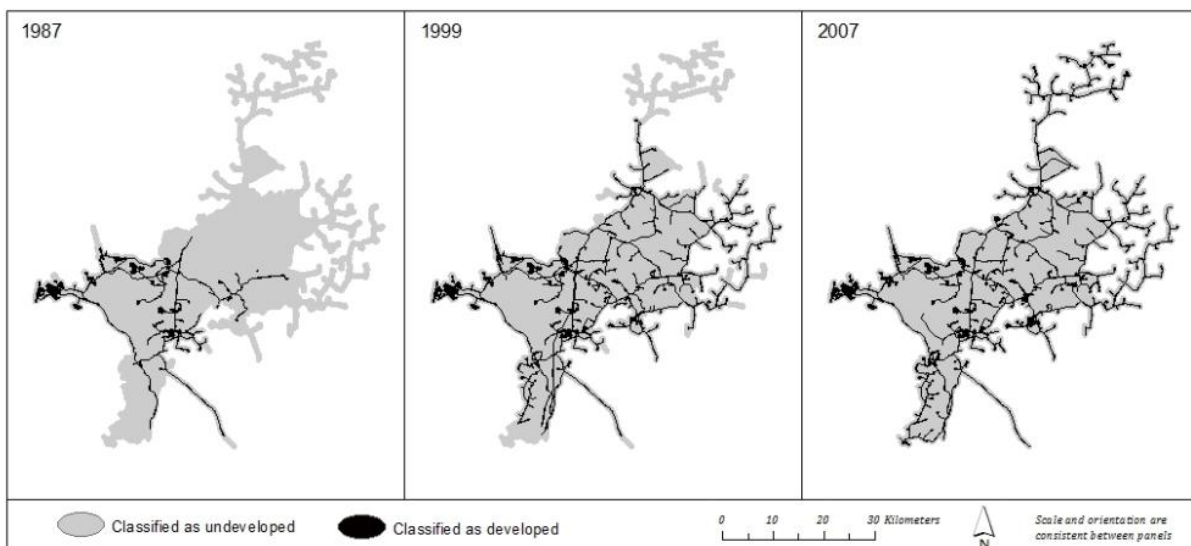 1987
1999
2007
Classified as undeveloped
Classified as developed
0 10 20 30 Kilometers
N
Scale and orientation are
consistent between panels